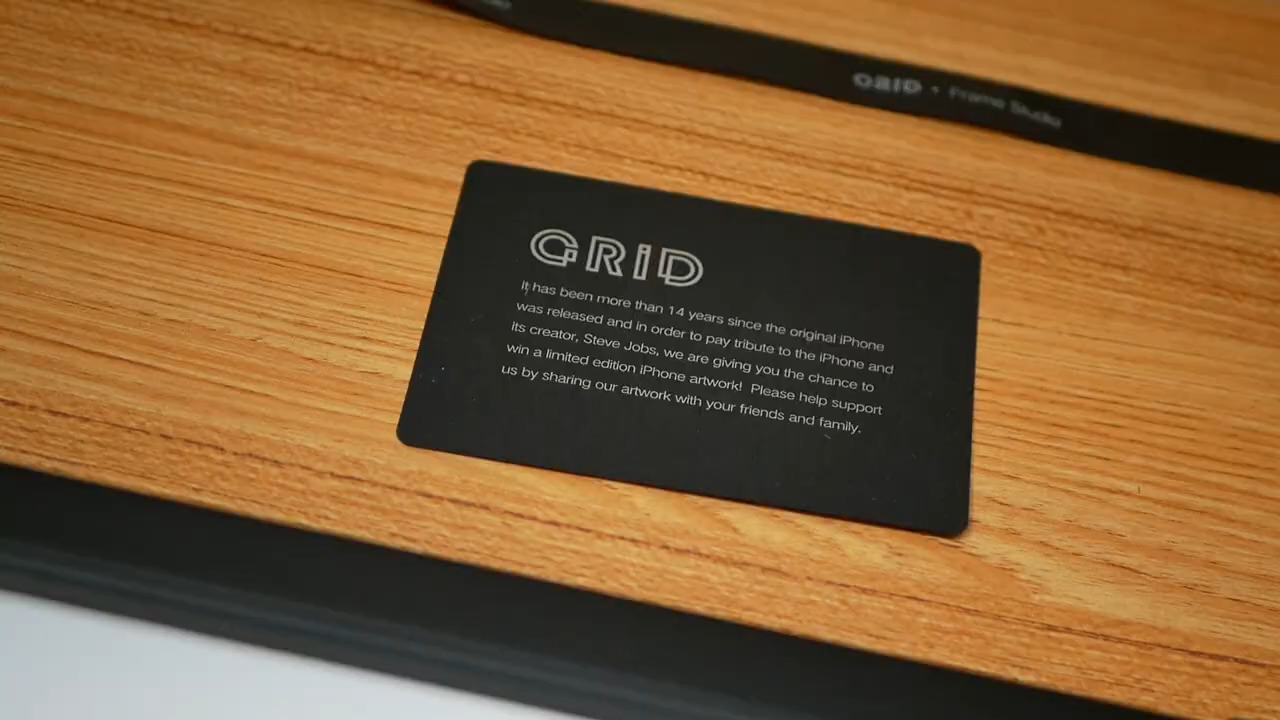 GRiD • Frame Studio
GRiD
It has been more than 14 years since the original iPhone
was released and in order to pay tribute to the iPhone and
its creator, Steve Jobs, we are giving you the chance to
win a limited edition iPhone artwork! Please help support
us by sharing our artwork with your friends and family.